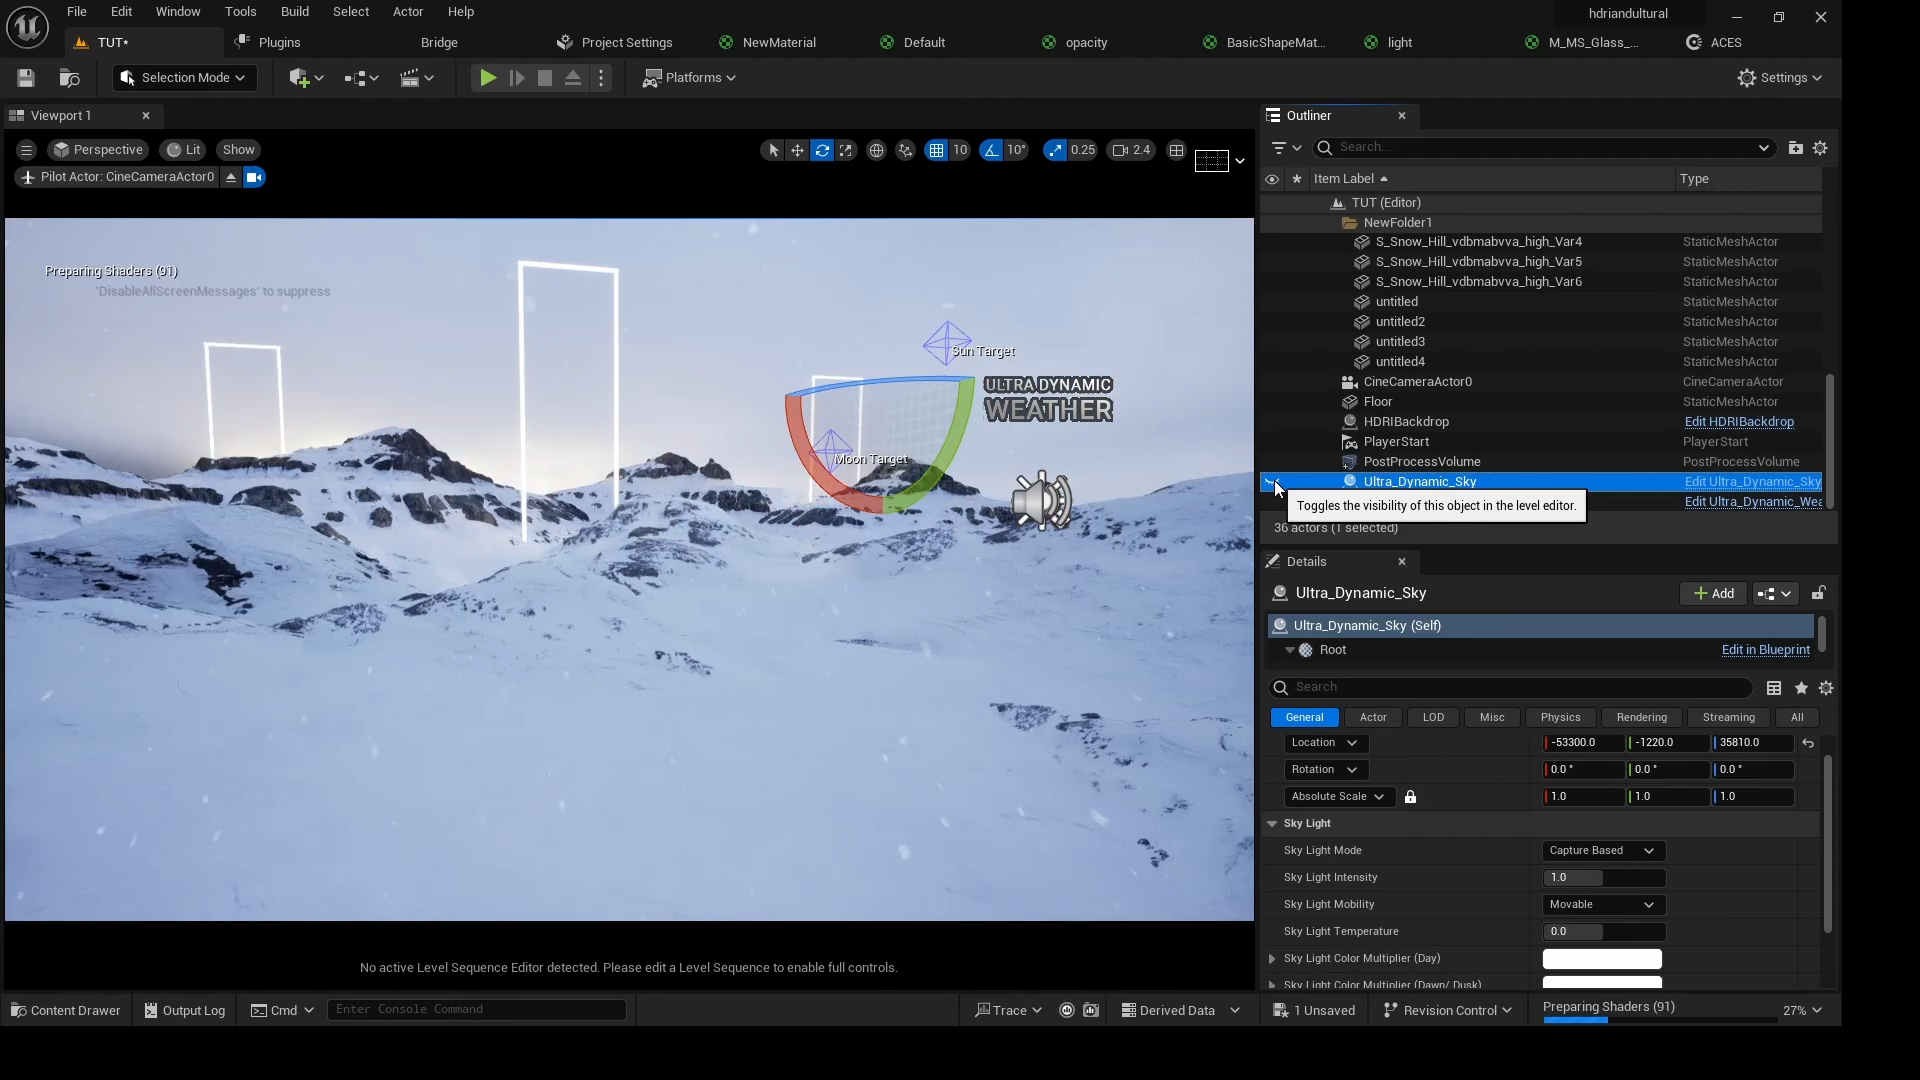 File Edit Window Tools Build Select Actor Help
hdriandultural
TUT*
Plugins
Bridge
Project Settings
NewMaterial
Default
opacity
BasicShapeMat...
light
M_MS_Glass_...
ACES
Selection Mode
Platforms
Settings
Viewport 1
Outliner
Perspective
Lit
Show
10
10°
0.25
2.4
Search...
Pilot Actor: CineCameraActor0
Item Label
Type
TUT (Editor)
NewFolder1
S_Snow_Hill_vdbmabvva_high_Var4 StaticMeshActor
S_Snow_Hill_vdbmabvva_high_Var5 StaticMeshActor
S_Snow_Hill_vdbmabvva_high_Var6 StaticMeshActor
untitled StaticMeshActor
untitled2 StaticMeshActor
untitled3 StaticMeshActor
untitled4 StaticMeshActor
CineCameraActor0 CineCameraActor
Floor StaticMeshActor
HDRIBackdrop Edit HDRIBackdrop
PlayerStart PlayerStart
PostProcessVolume PostProcessVolume
Ultra_Dynamic_Sky Edit Ultra_Dynamic_Sky
Edit Ultra_Dynamic_Wea
Toggles the visibility of this object in the level editor.
36 actors (1 selected)
Preparing Shaders (91)
'DisableAllScreenMessages' to suppress
Sun Target
ULTRA DYNAMIC
WEATHER
Moon Target
Details
Ultra_Dynamic_Sky
Add
Ultra_Dynamic_Sky (Self)
Root
Edit in Blueprint
Search
General Actor LOD Misc Physics Rendering Streaming All
Location -53300.0 -1220.0 35810.0
Rotation 0.0 ° 0.0 ° 0.0 °
Absolute Scale 1.0 1.0 1.0
Sky Light
Sky Light Mode Capture Based
Sky Light Intensity 1.0
Sky Light Mobility Movable
Sky Light Temperature 0.0
Sky Light Color Multiplier (Day)
Sky Light Color Multiplier (Dawn/ Dusk)
No active Level Sequence Editor detected. Please edit a Level Sequence to enable full controls.
Content Drawer
Output Log
Cmd
Enter Console Command
Trace
Derived Data
1 Unsaved
Revision Control
Preparing Shaders (91)
27%